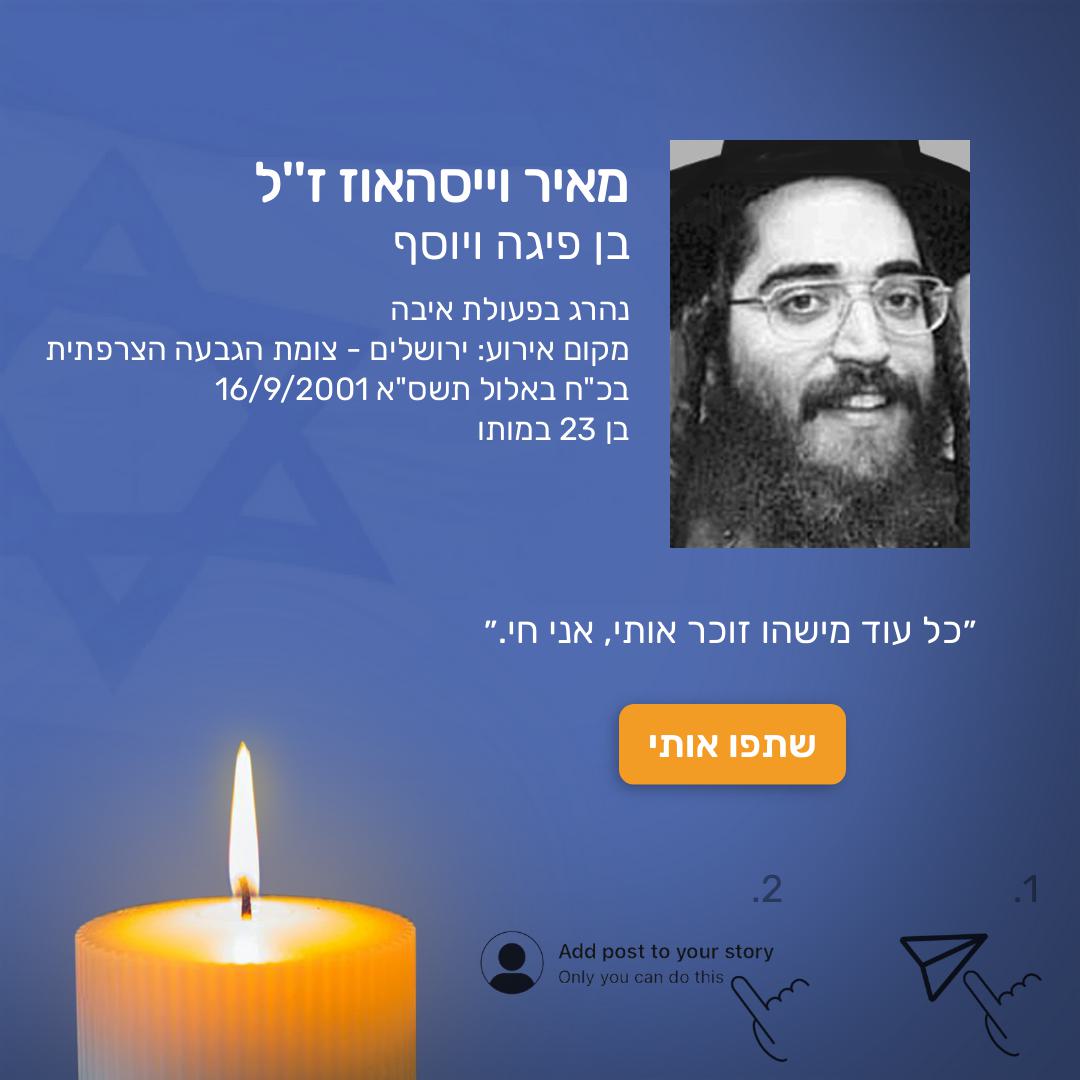 מאיר וייסהאוז ז"ל
בן פיגה ויוסף
נהרג בפעולת איבה
מקום אירוע: ירושלים - צומת הגבעה הצרפתית
בכ"ח באלול תשס"א 16/9/2001
בן 23 במותו
״כל עוד מישהו זוכר אותי, אני חי.״
שתפו אותי
.1
.2
Add post to your story
Only you can do this